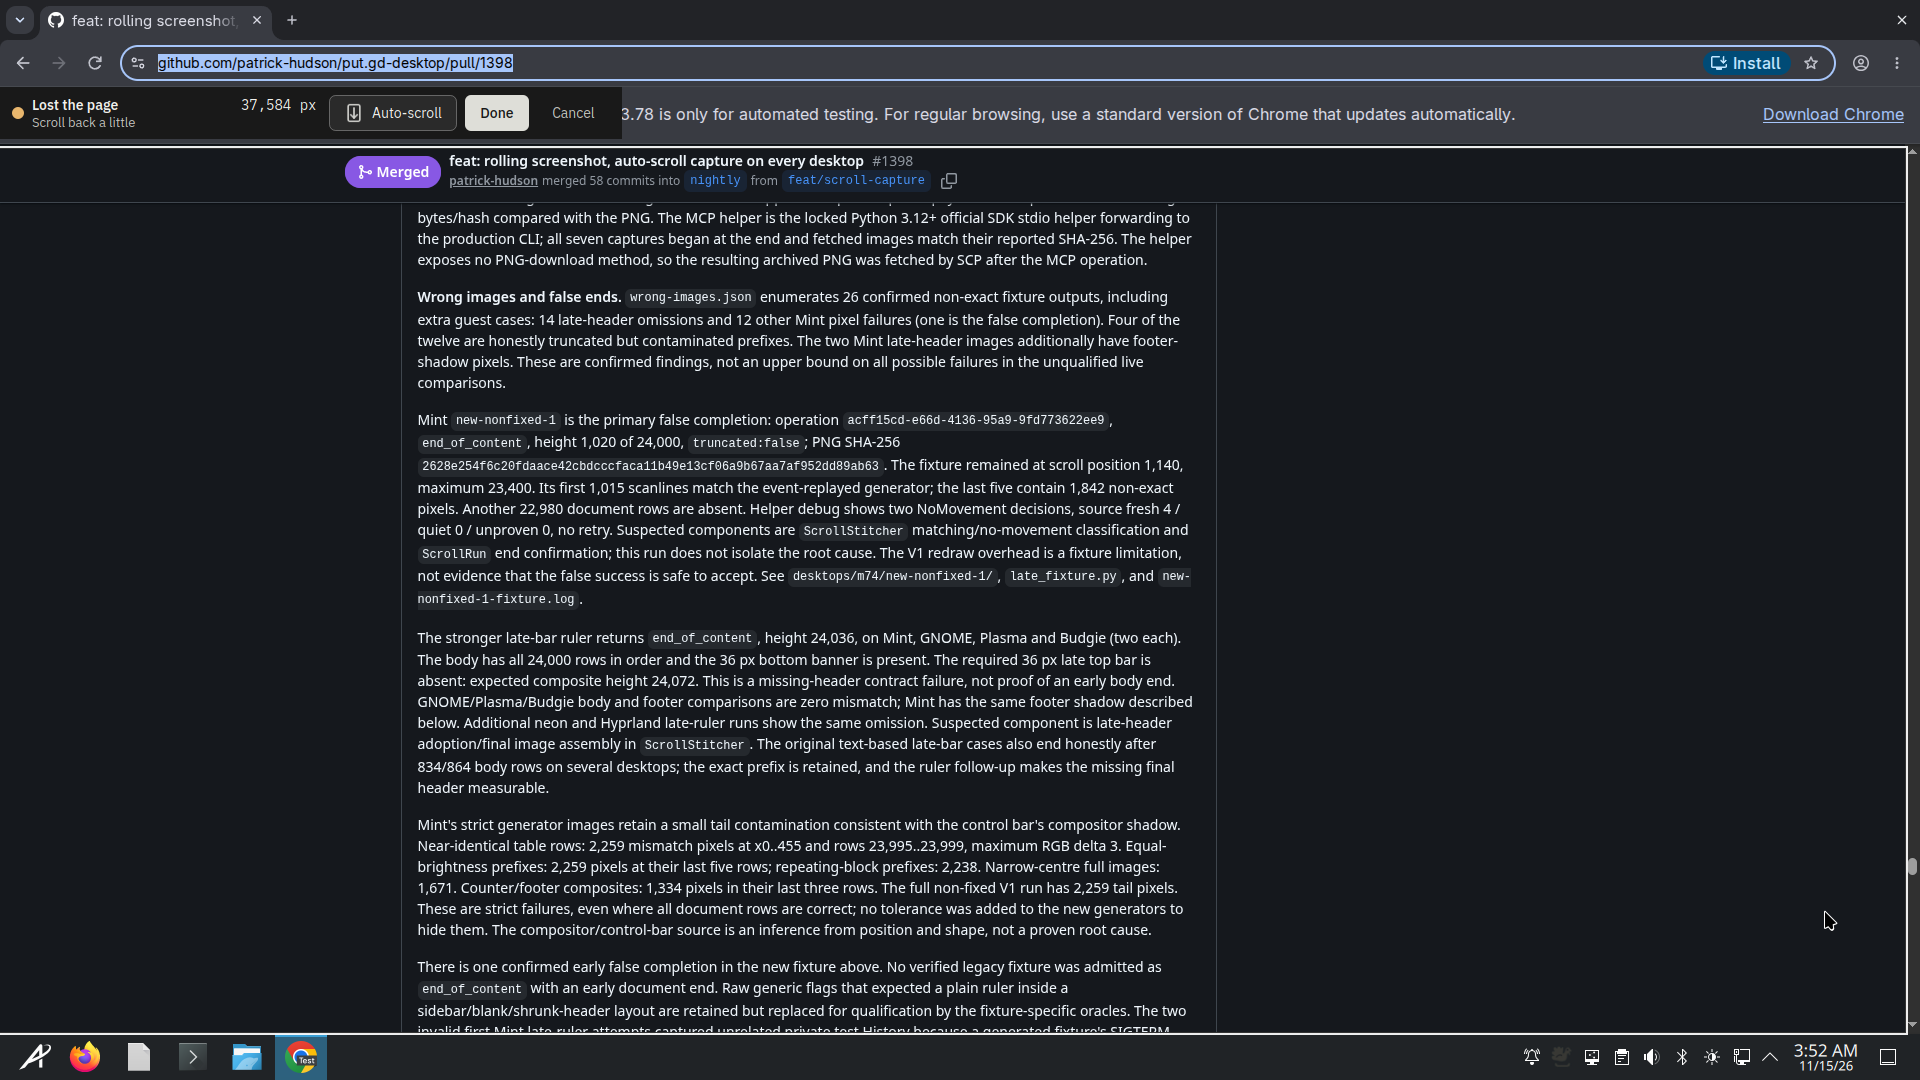 feat: rolling screenshot,
github.com/patrick-hudson/put.gd-desktop/pull/1398
Install
Lost the page
Scroll back a little
37,584 px
Auto-scroll
Done
Cancel
3.78 is only for automated testing. For regular browsing, use a standard version of Chrome that updates automatically.
Download Chrome
Merged
feat: rolling screenshot, auto-scroll capture on every desktop #1398
patrick-hudson merged 58 commits into nightly from feat/scroll-capture
bytes/hash compared with the PNG. The MCP helper is the locked Python 3.12+ official SDK stdio helper forwarding to
the production CLI; all seven captures began at the end and fetched images match their reported SHA-256. The helper
exposes no PNG-download method, so the resulting archived PNG was fetched by SCP after the MCP operation.
Wrong images and false ends. wrong-images.json enumerates 26 confirmed non-exact fixture outputs, including
extra guest cases: 14 late-header omissions and 12 other Mint pixel failures (one is the false completion). Four of the
twelve are honestly truncated but contaminated prefixes. The two Mint late-header images additionally have footer-
shadow pixels. These are confirmed findings, not an upper bound on all possible failures in the unqualified live
comparisons.
Mint new-nonfixed-1 is the primary false completion: operation acff15cd-e66d-4136-95a9-9fd773622ee9,
end_of_content, height 1,020 of 24,000, truncated:false; PNG SHA-256
2628e254f6c20fdaace42cbdcccfaca11b49e13cf06a9b67aa7af952dd89ab63. The fixture remained at scroll position 1,140,
maximum 23,400. Its first 1,015 scanlines match the event-replayed generator; the last five contain 1,842 non-exact
pixels. Another 22,980 document rows are absent. Helper debug shows two NoMovement decisions, source fresh 4 /
quiet 0 / unproven 0, no retry. Suspected components are ScrollStitcher matching/no-movement classification and
ScrollRun end confirmation; this run does not isolate the root cause. The V1 redraw overhead is a fixture limitation,
not evidence that the false success is safe to accept. See desktops/m74/new-nonfixed-1/, late_fixture.py, and new-
nonfixed-1-fixture.log.
The stronger late-bar ruler returns end_of_content, height 24,036, on Mint, GNOME, Plasma and Budgie (two each).
The body has all 24,000 rows in order and the 36 px bottom banner is present. The required 36 px late top bar is
absent: expected composite height 24,072. This is a missing-header contract failure, not proof of an early body end.
GNOME/Plasma/Budgie body and footer comparisons are zero mismatch; Mint has the same footer shadow described
below. Additional neon and Hyprland late-ruler runs show the same omission. Suspected component is late-header
adoption/final image assembly in ScrollStitcher. The original text-based late-bar cases also end honestly after
834/864 body rows on several desktops; the exact prefix is retained, and the ruler follow-up makes the missing final
header measurable.
Mint's strict generator images retain a small tail contamination consistent with the control bar's compositor shadow.
Near-identical table rows: 2,259 mismatch pixels at x0..455 and rows 23,995..23,999, maximum RGB delta 3. Equal-
brightness prefixes: 2,259 pixels at their last five rows; repeating-block prefixes: 2,238. Narrow-centre full images:
1,671. Counter/footer composites: 1,334 pixels in their last three rows. The full non-fixed V1 run has 2,259 tail pixels.
These are strict failures, even where all document rows are correct; no tolerance was added to the new generators to
hide them. The compositor/control-bar source is an inference from position and shape, not a proven root cause.
There is one confirmed early false completion in the new fixture above. No verified legacy fixture was admitted as
end_of_content with an early document end. Raw generic flags that expected a plain ruler inside a
sidebar/blank/shrunk-header layout are retained but replaced for qualification by the fixture-specific oracles. The two
invalid first Mint late-ruler attempts captured unrelated private test History because a generated fixture's SIGTERM
Test
3:52 AM
11/15/26